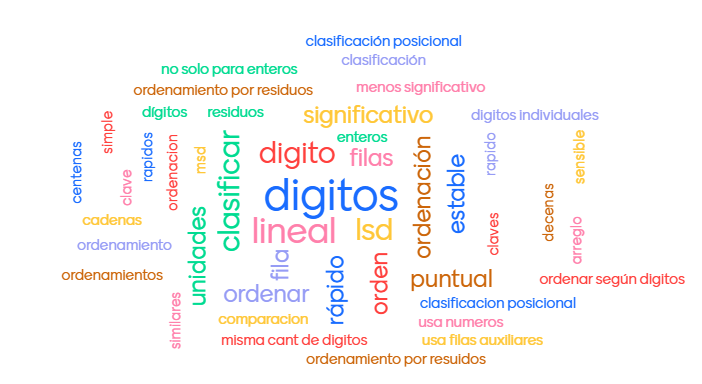 clasificación posicional
clasificación
no solo para enteros
ordenamiento por residuos
menos significativo
dígitos
residuos
significativo
digitos individuales
centenas
simple
clave
rapidos
ordenacion
msd
clasificar
digito
enteros
filas
ordenación
estable
rapido
sensible
digitos
cadenas
lineal
lsd
claves
decenas
arreglo
ordenamiento
unidades
fila
rápido
orden
ordenamientos
ordenar
puntual
ordenar según digitos
similares
comparacion
clasificacion posicional
usa numeros
misma cant de digitos
usa filas auxiliares
ordenamiento por resuidos